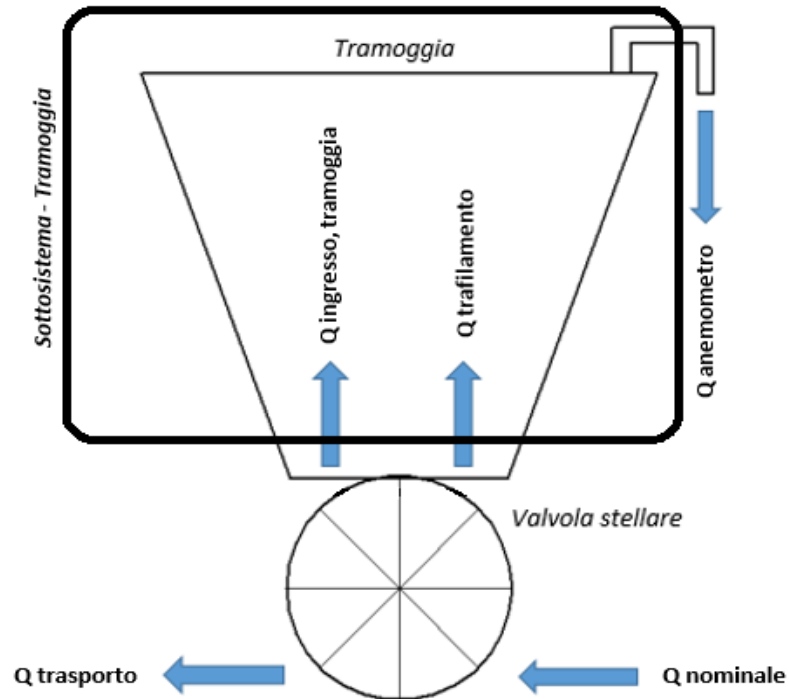 Tramoggia
Sottosistema - Tramoggia
Q ingresso, tramoggia
Q trafilamento
Q anemometro
Valvola stellare
Q trasporto
Q nominale